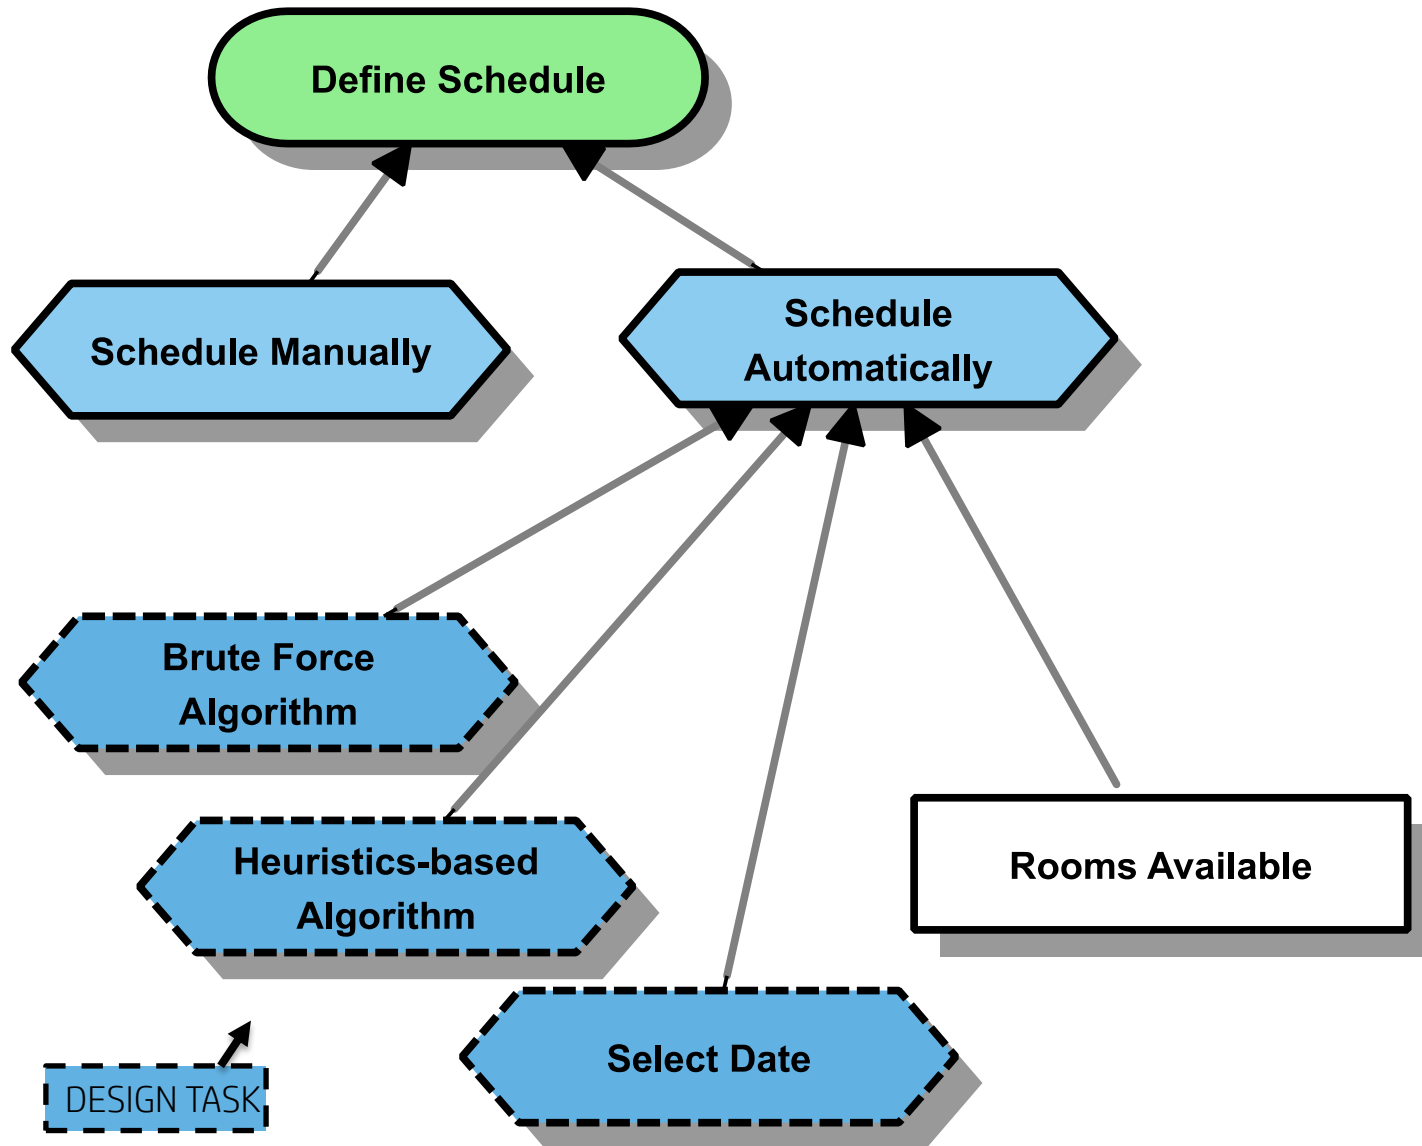 Define Schedule
Schedule Manually
Schedule
Automatically
Brute Force
Algorithm
Heuristics-based
Algorithm
Rooms Available
Select Date
DESIGN TASK